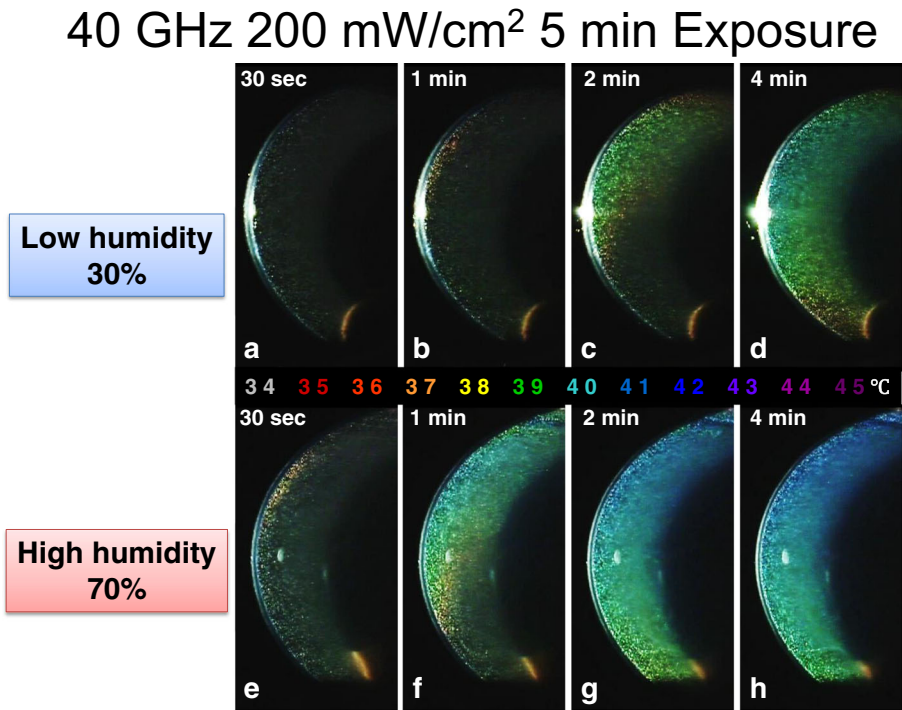 40 GHz 200 mW/cm² 5 min Exposure
30 sec
1 min
2 min
4 min
Low humidity
30%
a
b
c
d
34 35 36 37 38 39 40 41 42 43 44 45 ℃
30 sec
1 min
2 min
4 min
High humidity
70%
e
f
g
h